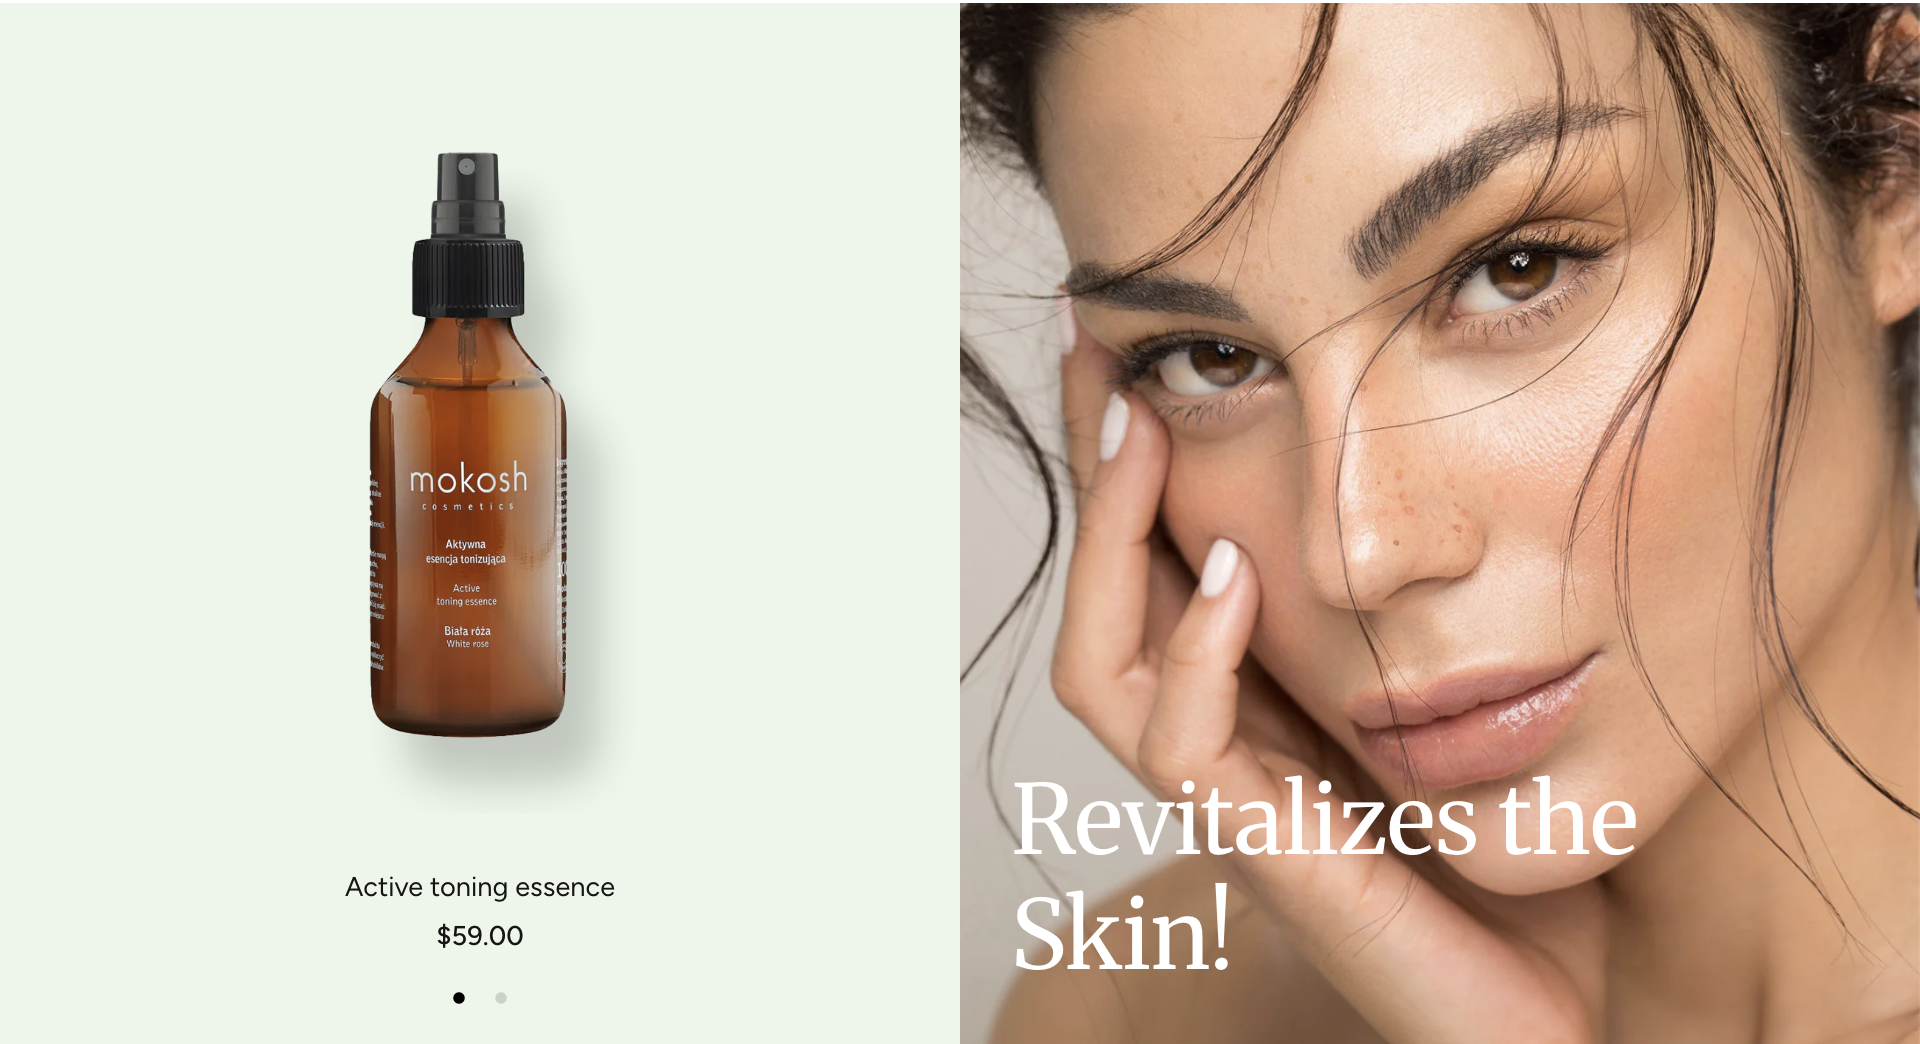 mokosh
cosmetics
Aktywna
esencja tonizująca
Active
toning essence
Biała róża
White rose
Active toning essence
$59.00
Revitalizes the
Skin!